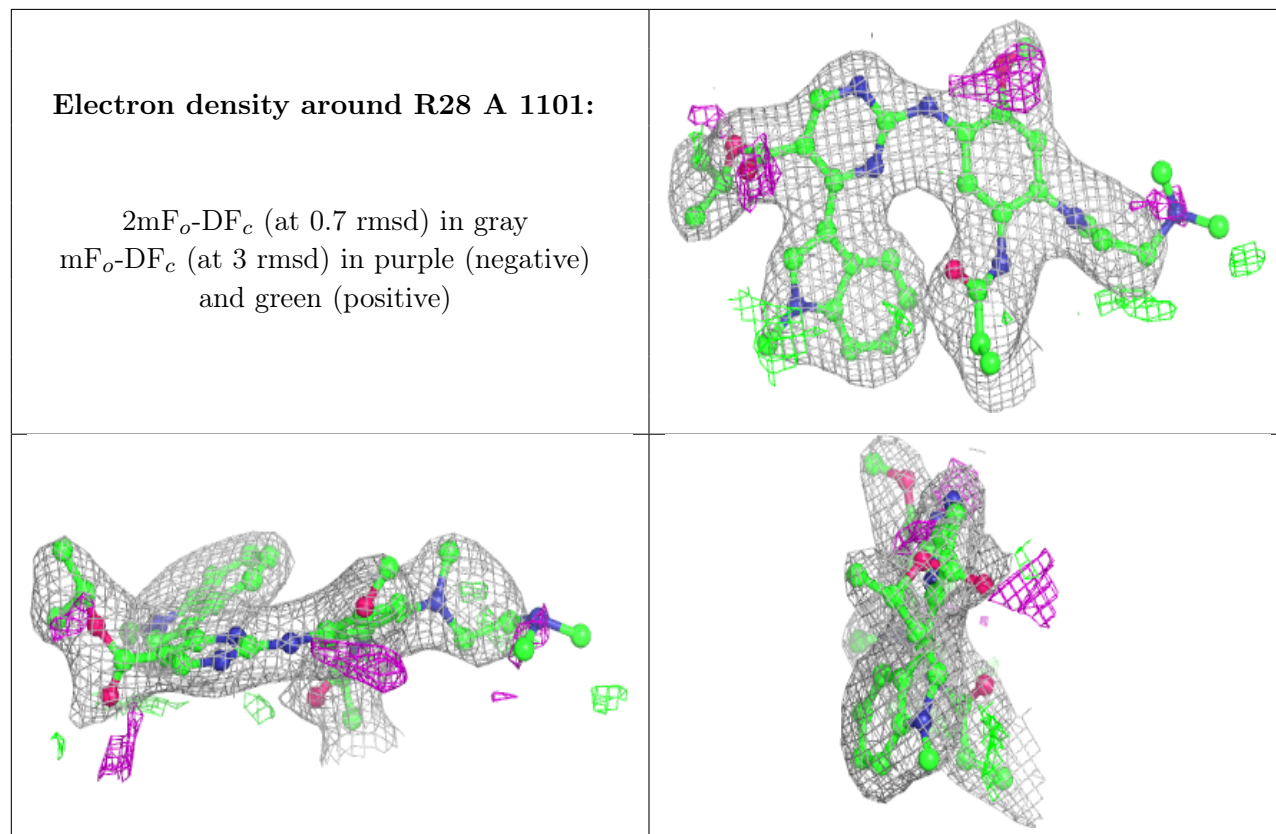 Electron density around R28 A 1101:
2mFo-DFc (at 0.7 rmsd) in gray
mFo-DFc (at 3 rmsd) in purple (negative)
and green (positive)